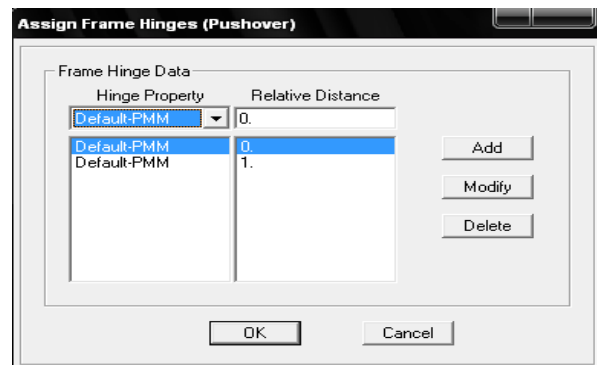 Assign Frame Hinges (Pushover)
Frame Hinge Data
Hinge Property Relative Distance
Default-PMM 0.
Default-PMM 0.
Default-PMM 1.
Add
Modify
Delete
OK Cancel